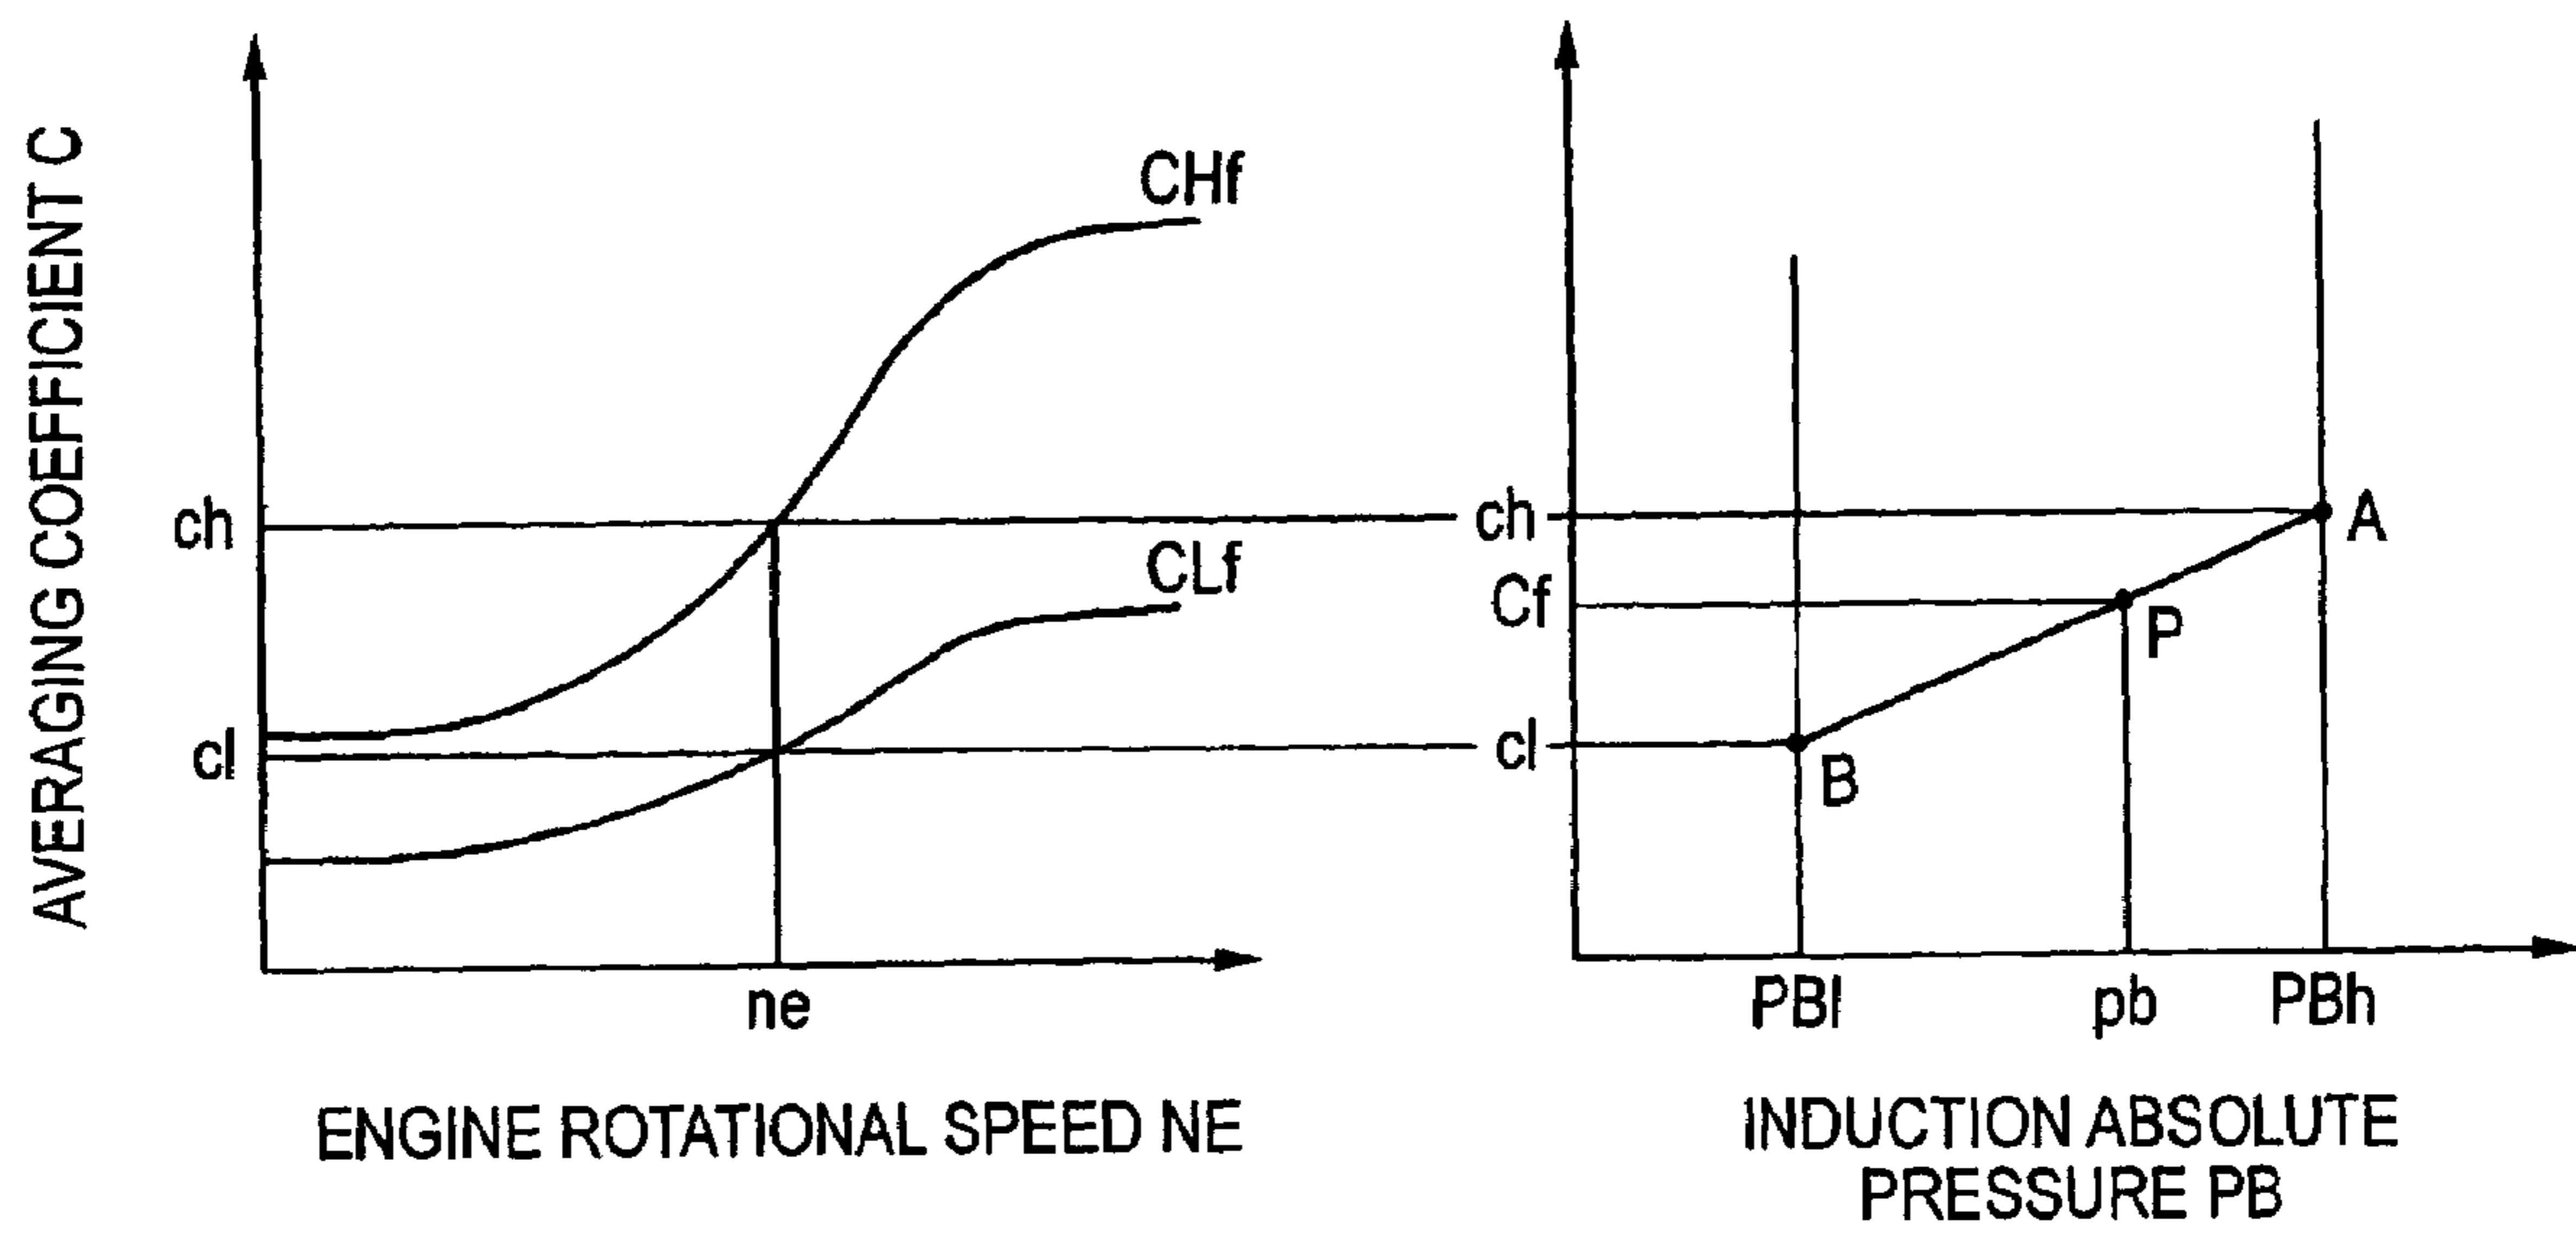 AVERAGING COEFFICIENT C
CHf
CLf
ch
cl
ne
ENGINE ROTATIONAL SPEED NE
ch
Cf
cl
A
P
B
PBl
pb
PBh
INDUCTION ABSOLUTE
PRESSURE PB